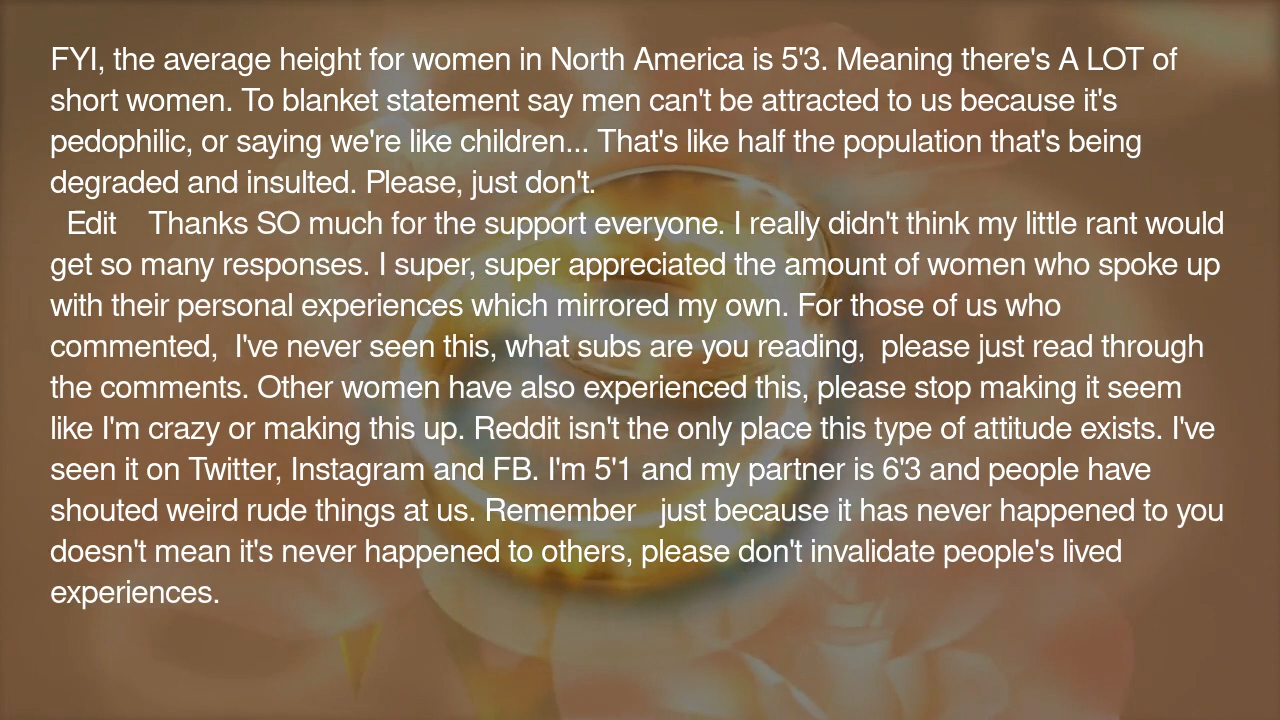 FYI, the average height for women in North America is 5'3. Meaning there's A LOT of
short women. To blanket statement say men can't be attracted to us because it's
pedophilic, or saying we're like children... That's like half the population that's being
degraded and insulted. Please, just don't.
Edit    Thanks SO much for the support everyone. I really didn't think my little rant would
get so many responses. I super, super appreciated the amount of women who spoke up
with their personal experiences which mirrored my own. For those of us who
commented,  I've never seen this, what subs are you reading,  please just read through
the comments. Other women have also experienced this, please stop making it seem
like I'm crazy or making this up. Reddit isn't the only place this type of attitude exists. I've
seen it on Twitter, Instagram and FB. I'm 5'1 and my partner is 6'3 and people have
shouted weird rude things at us. Remember   just because it has never happened to you
doesn't mean it's never happened to others, please don't invalidate people's lived
experiences.